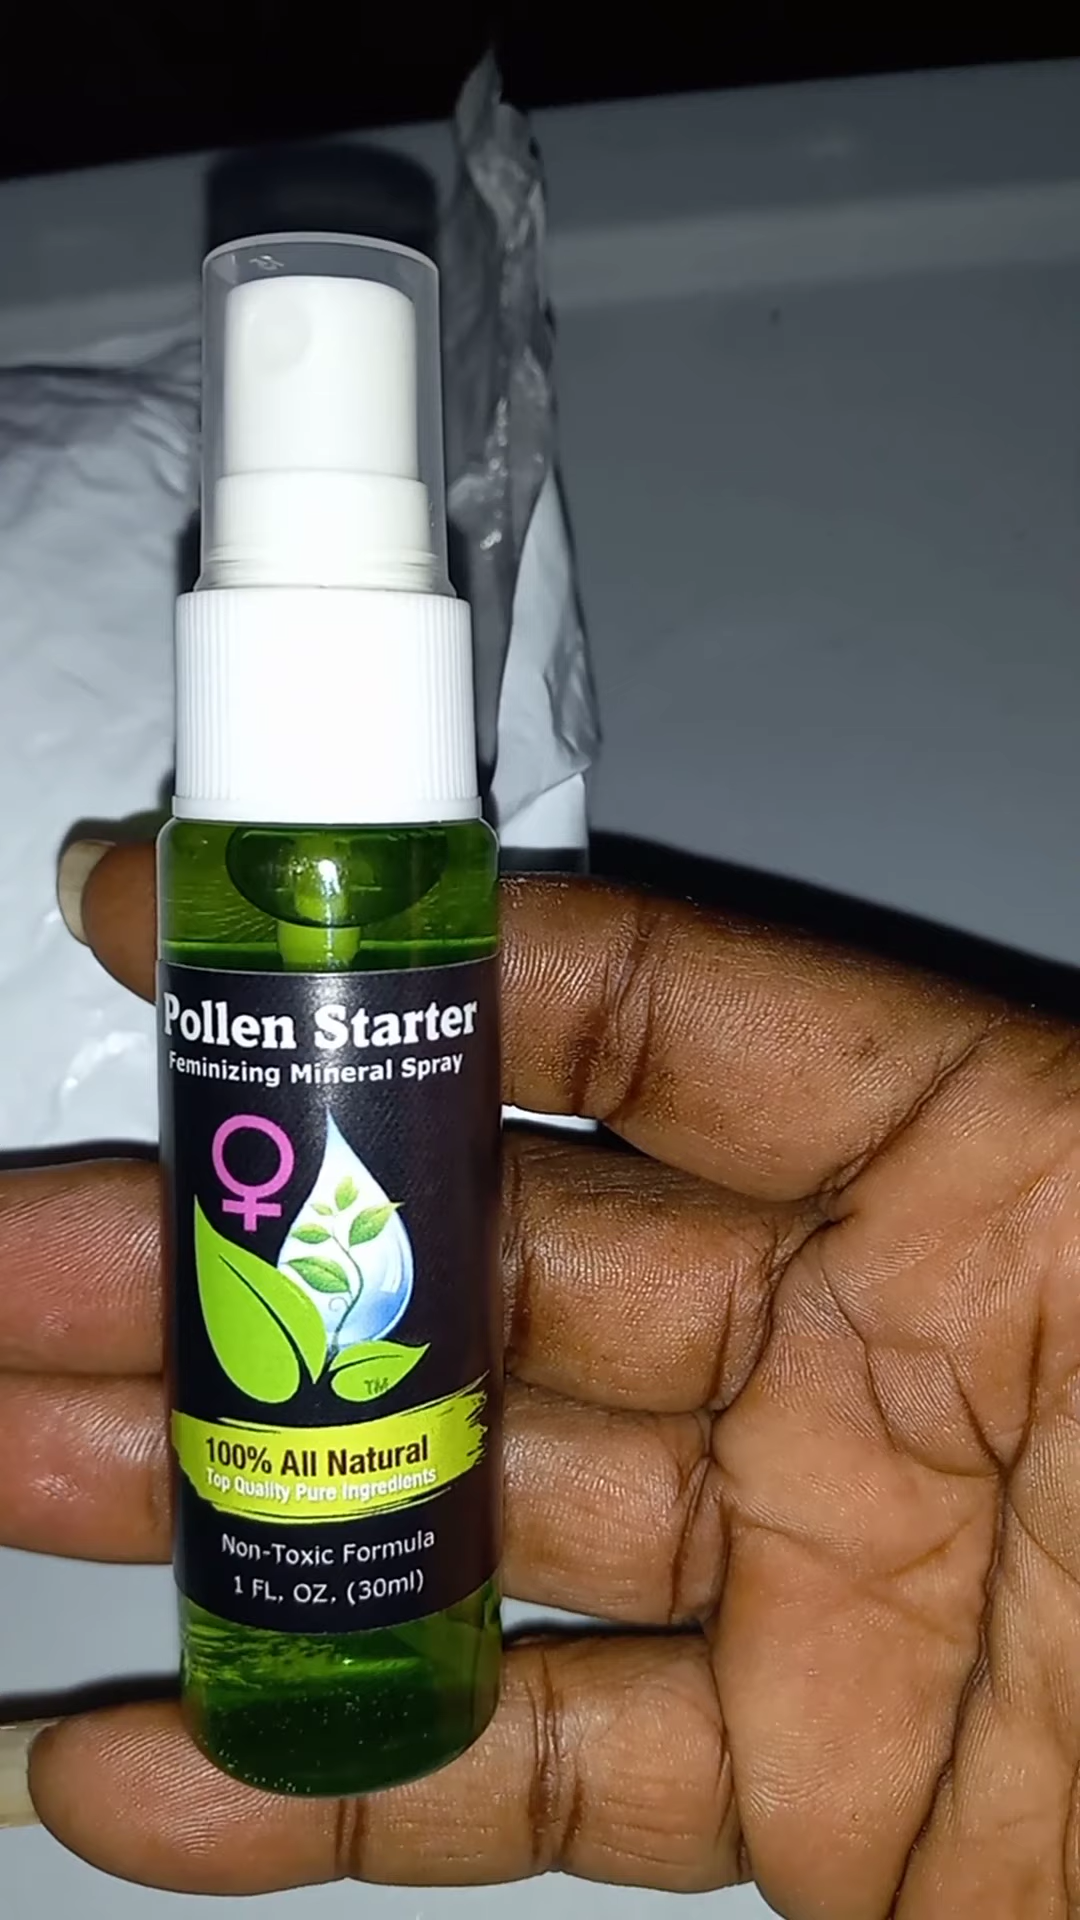 Pollen Starter
Feminizing Mineral Spray
TM
100% All Natural
Top Quality Pure Ingredients
Non-Toxic Formula
1 FL. OZ. (30ml)